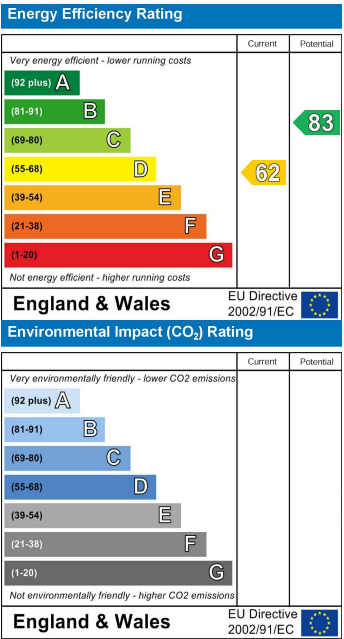 Energy Efficiency Rating
Current Potential
Very energy efficient - lower running costs
(92 plus) A
(81-91) B
(69-80) C
(55-68) D
(39-54) E
(21-38) F
(1-20) G
83
62
Not energy efficient - higher running costs
England & Wales
EU Directive
2002/91/EC
Environmental Impact (CO₂) Rating
Current Potential
Very environmentally friendly - lower CO2 emissions
(92 plus) A
(81-91) B
(69-80) C
(55-68) D
(39-54) E
(21-38) F
(1-20) G
Not environmentally friendly - higher CO2 emissions
England & Wales
EU Directive
2002/91/EC